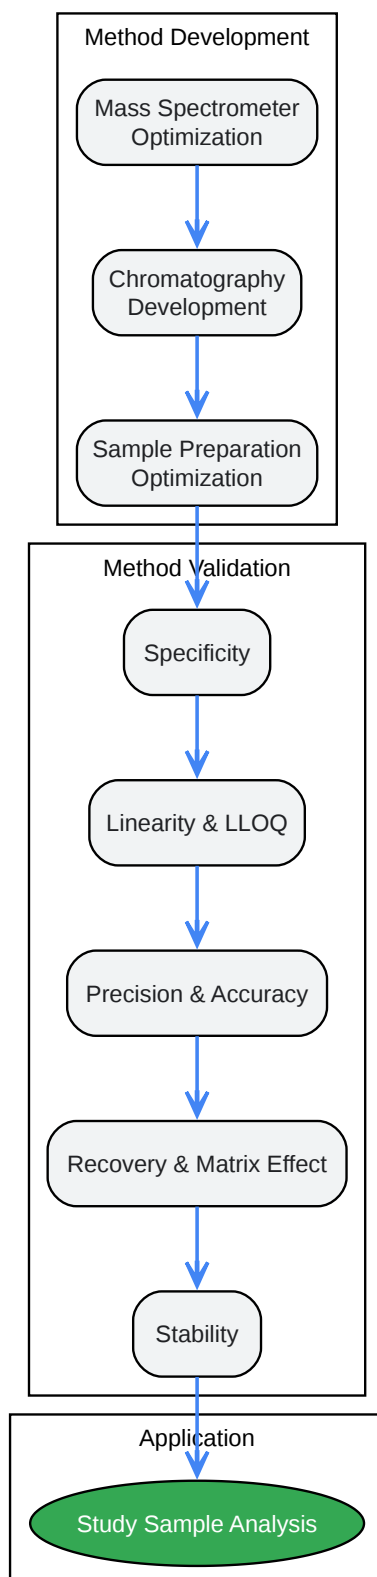 Method Development
Mass Spectrometer
Optimization
Chromatography
Development
Sample Preparation
Optimization
Method Validation
Specificity
Linearity & LLOQ
Precision & Accuracy
Recovery & Matrix Effect
Stability
Application
Study Sample Analysis